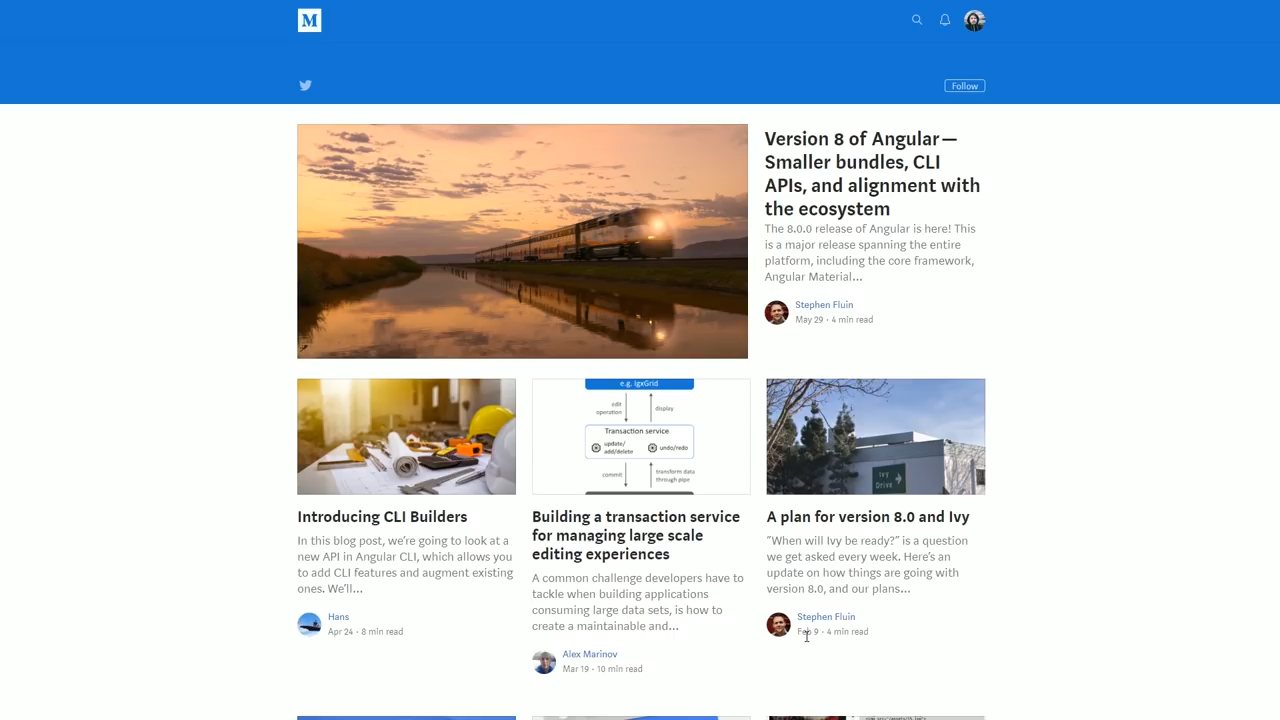 M
Follow
Version 8 of Angular—
Smaller bundles, CLI
APIs, and alignment with
the ecosystem
The 8.0.0 release of Angular is here! This
is a major release spanning the entire
platform, including the core framework,
Angular Material…
Stephen Fluin
May 29 · 4 min read
e.g. IgxGrid
edit
operation
display
Transaction service
update/
add/delete
undo/redo
commit
transform data
through pipe
Ivy
Drive
Introducing CLI Builders
In this blog post, we’re going to look at a
new API in Angular CLI, which allows you
to add CLI features and augment existing
ones. We’ll…
Hans
Apr 24 · 8 min read
Building a transaction service
for managing large scale
editing experiences
A common challenge developers have to
tackle when building applications
consuming large data sets, is how to
create a maintainable and…
Alex Marinov
Mar 19 · 10 min read
A plan for version 8.0 and Ivy
“When will Ivy be ready?” is a question
we get asked every week. Here’s an
update on how things are going with
version 8.0, and our plans…
Stephen Fluin
Feb 9 · 4 min read